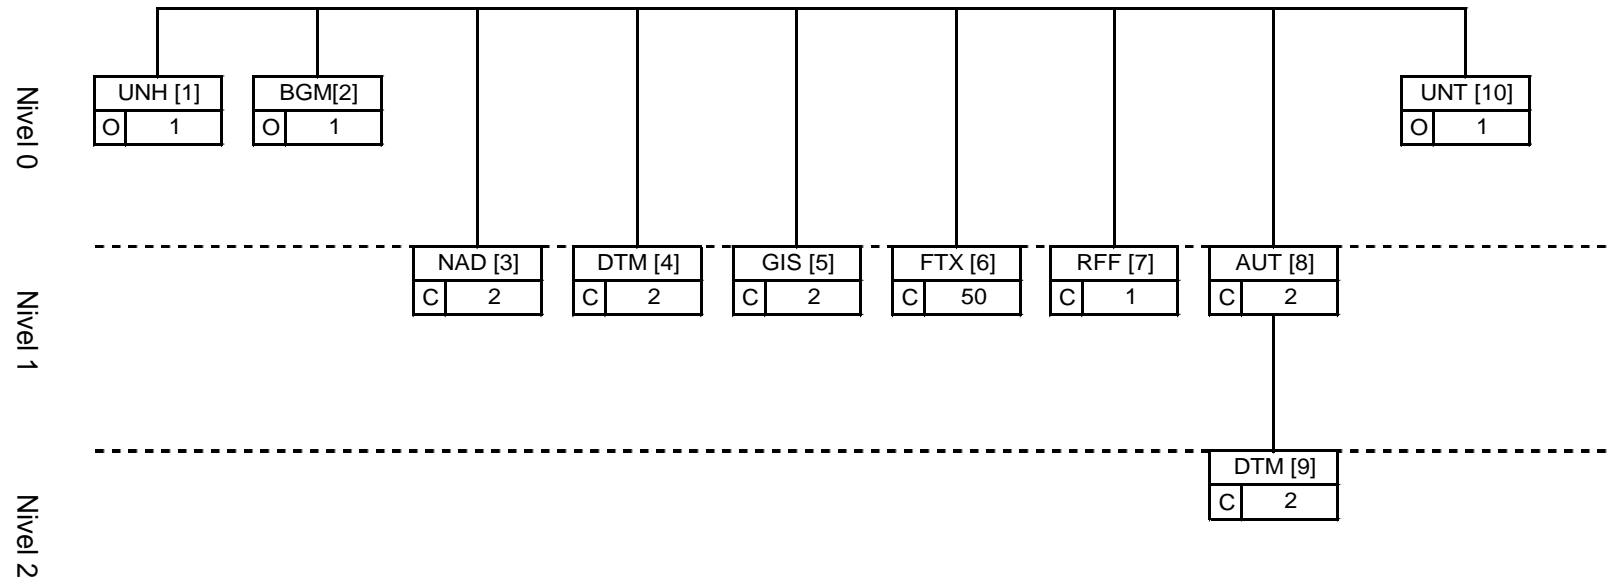 Nivel 0
UNH [1]
O 1
BGM[2]
O 1
UNT [10]
O 1
Nivel 1
NAD [3]
C 2
DTM [4]
C 2
GIS [5]
C 2
FTX [6]
C 50
RFF [7]
C 1
AUT [8]
C 2
Nivel 2
DTM [9]
C 2